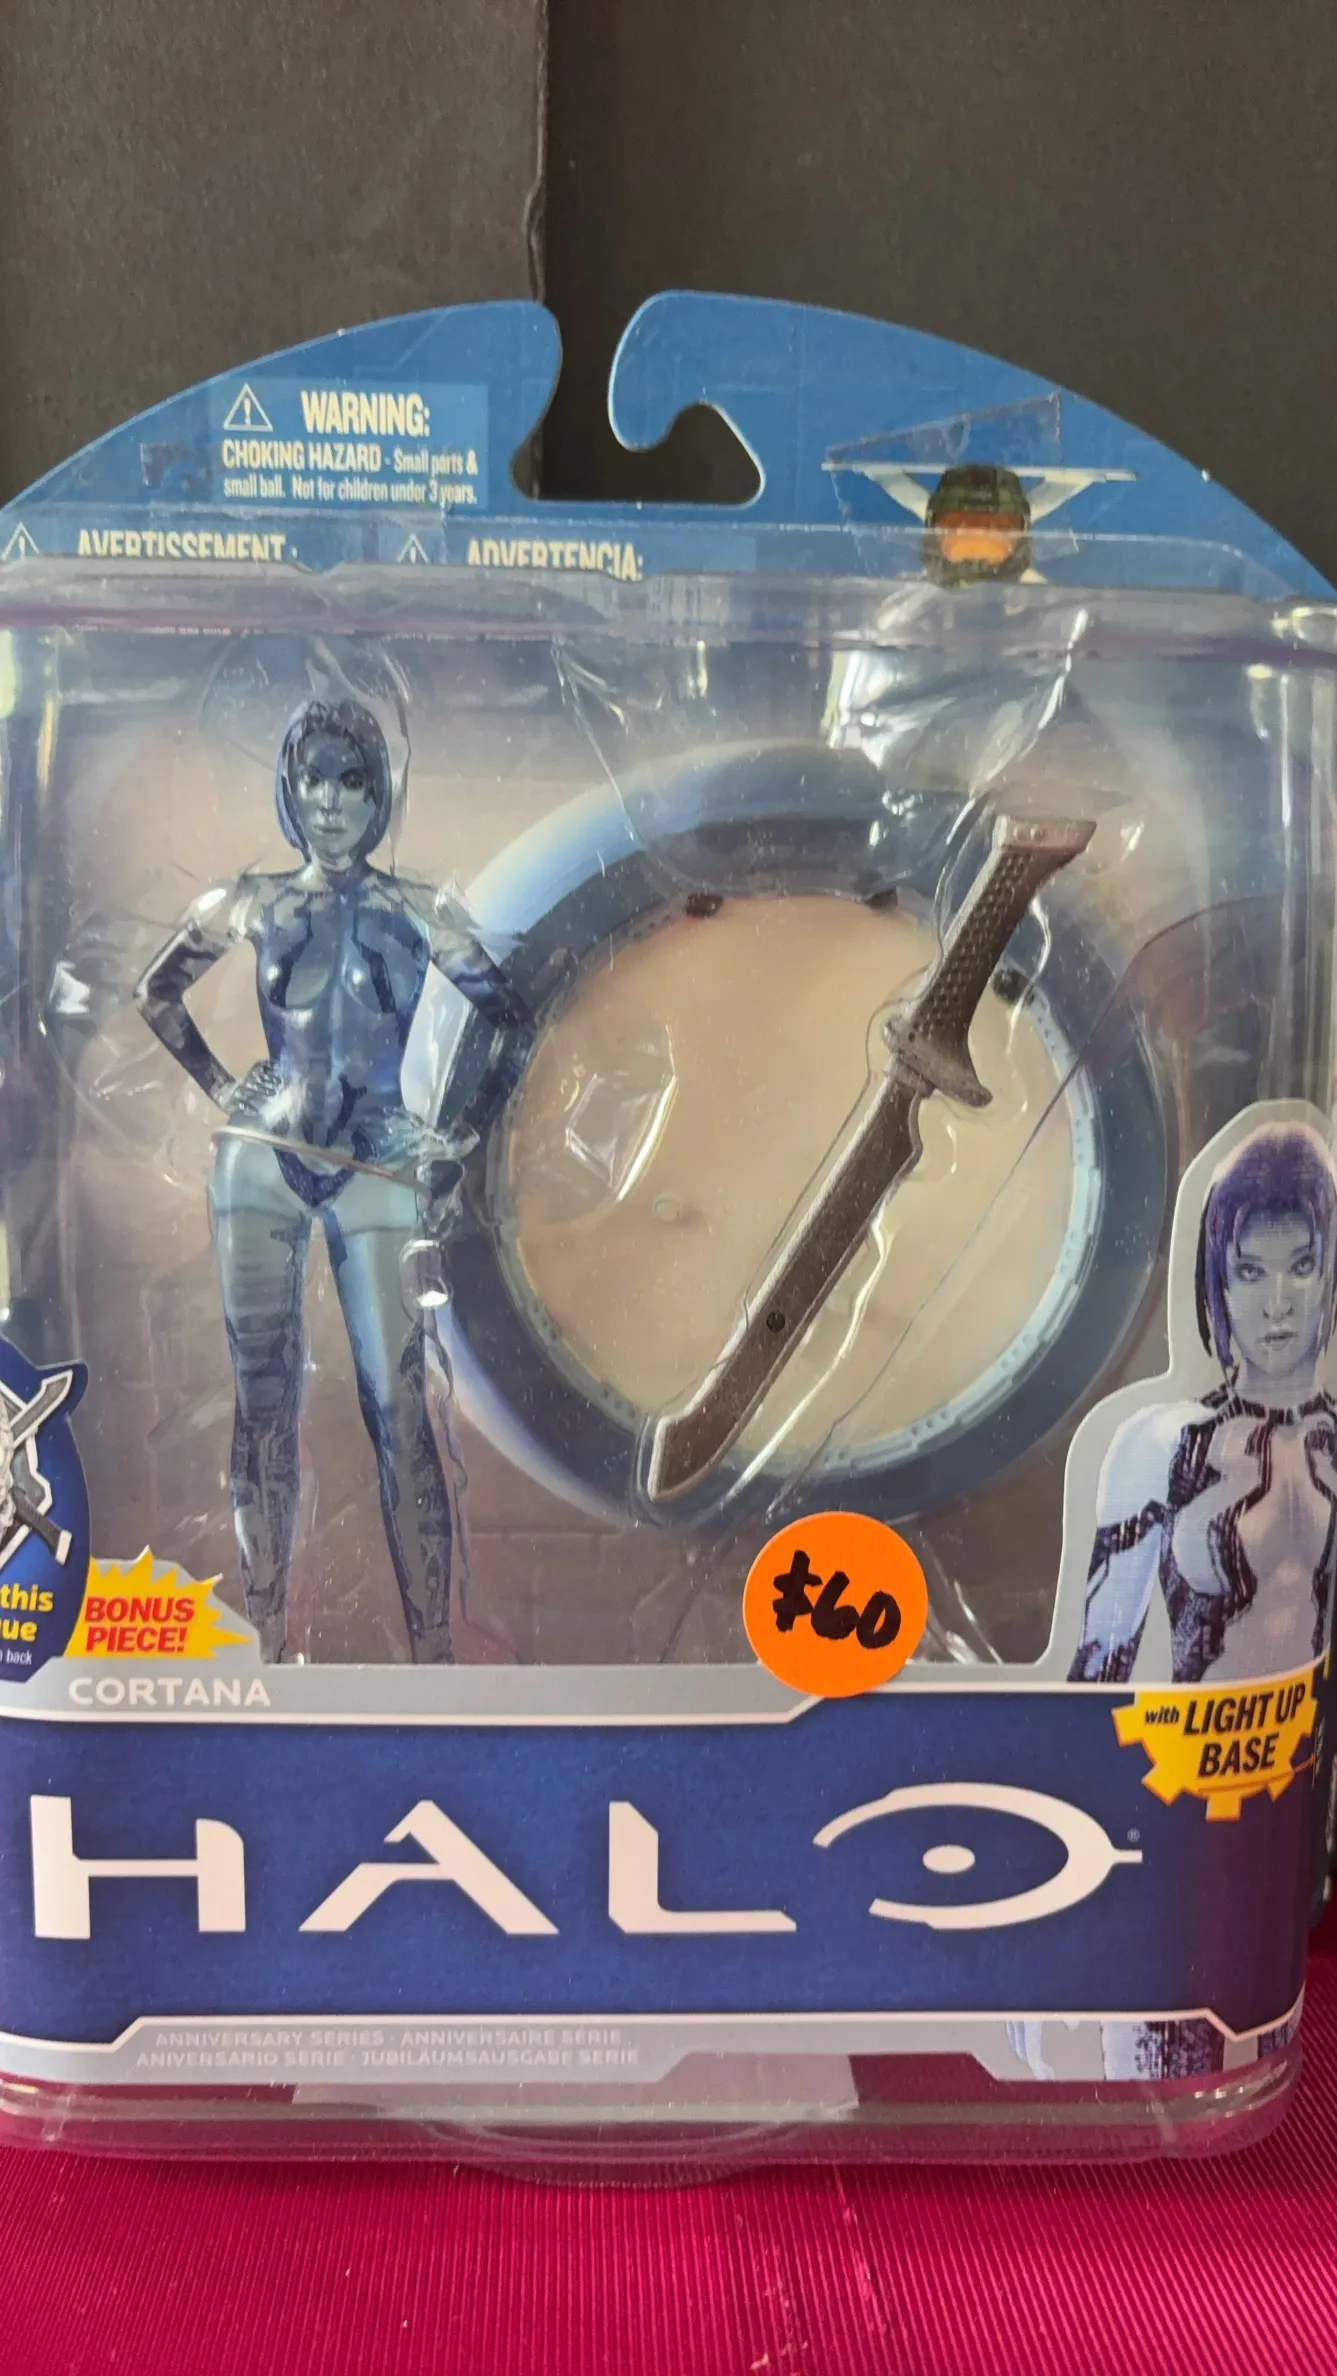 WARNING:
CHOKING HAZARD - Small parts &
small ball. Not for children under 3 years.
AVERTISSEMENT:
ADVERTENCIA:
this
BONUS
PIECE!
back
$60
CORTANA
with LIGHT UP
BASE
HALO®
ANNIVERSARY SERIES · ANNIVERSAIRE SÉRIE
ANIVERSARIO SERIE · JUBILÄUMSAUSGABE SERIE